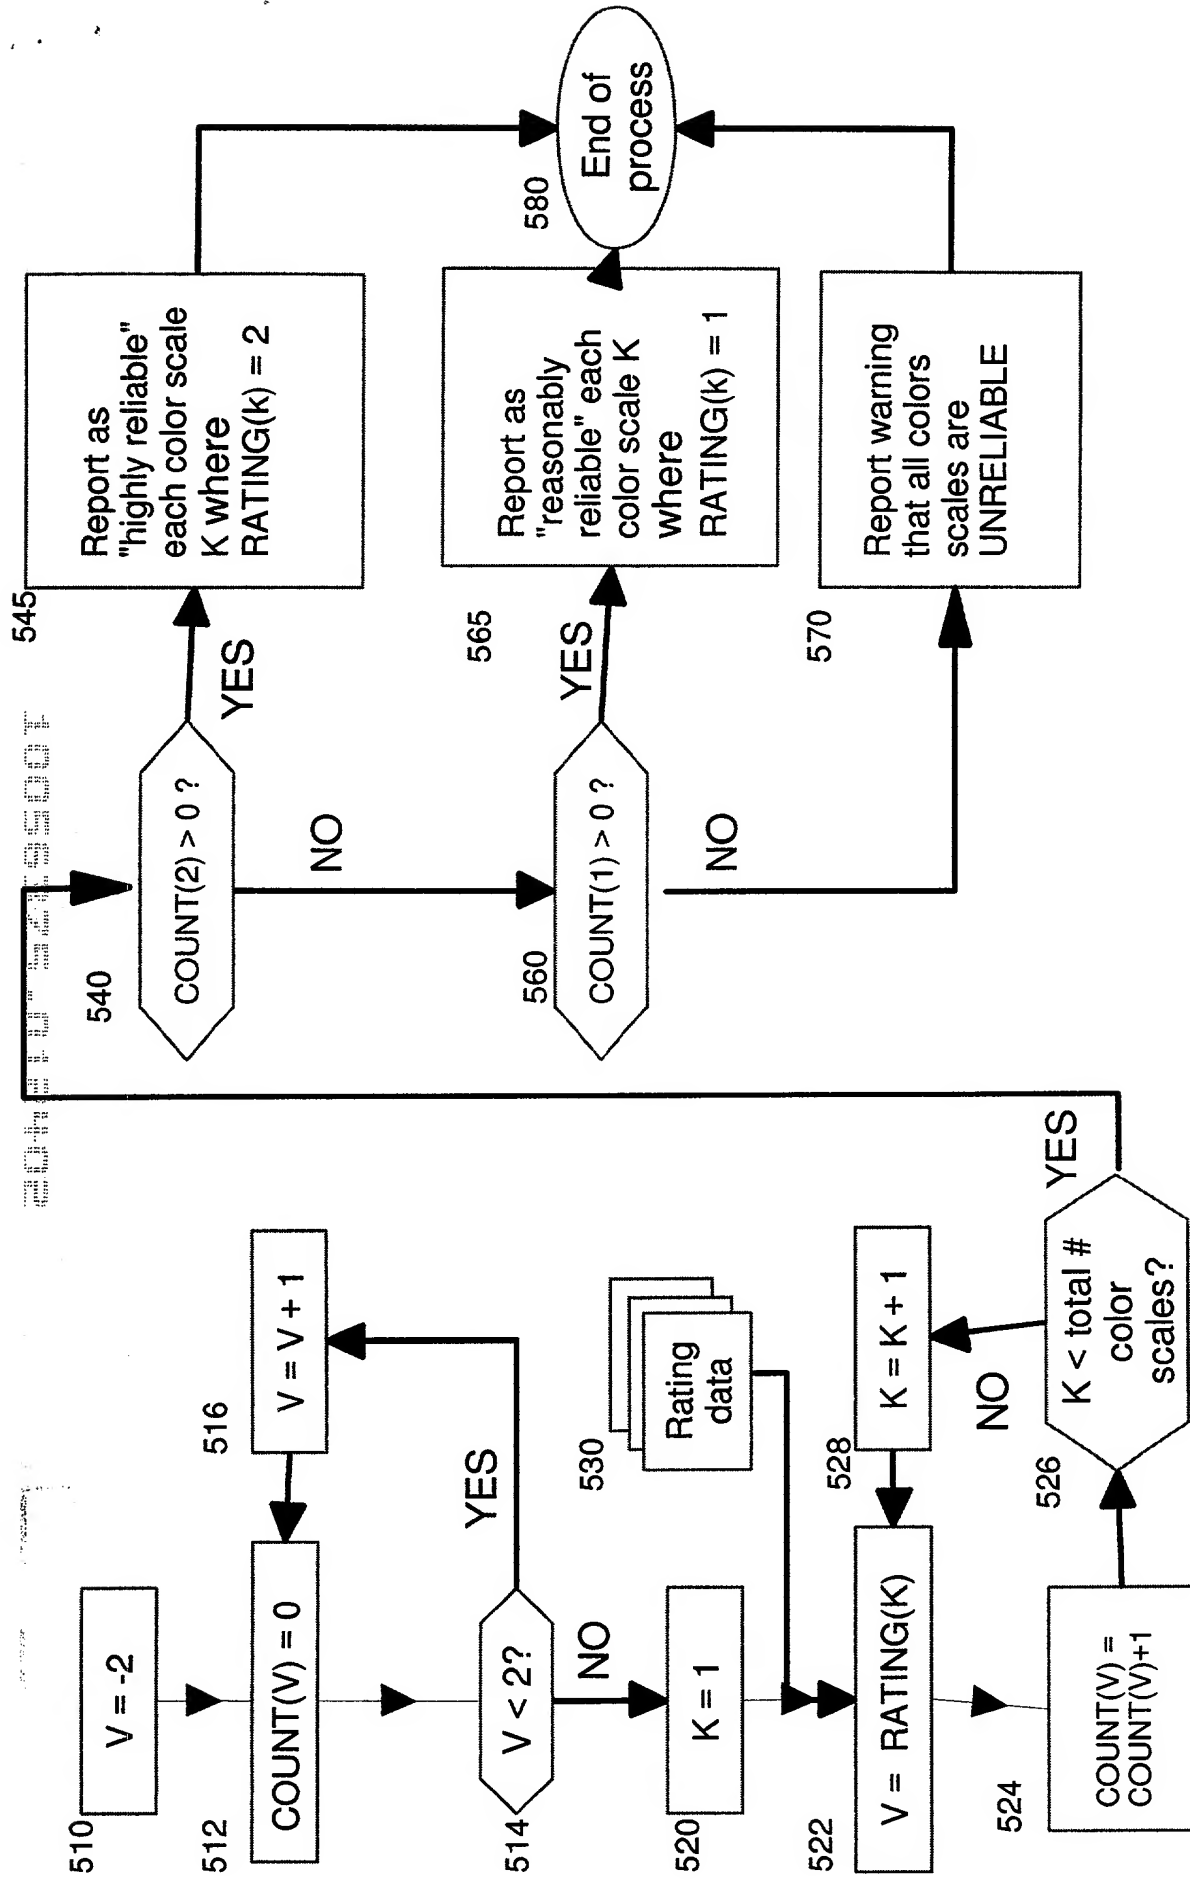 510
V = -2
512
COUNT(V) = 0
516
V = V + 1
514
V < 2?
YES
NO
520
K = 1
530
Rating
data
522
V = RATING(K)
528
K = K + 1
524
COUNT(V) =
COUNT(V)+1
526
K < total #
color
scales?
NO
YES
540
COUNT(2) > 0 ?
YES
NO
545
Report as
"highly reliable"
each color scale
K where
RATING(k) = 2
560
COUNT(1) > 0 ?
YES
NO
565
Report as
"reasonably
reliable" each
color scale K
where
RATING(k) = 1
570
Report warning
that all colors
scales are
UNRELIABLE
580
End of
process